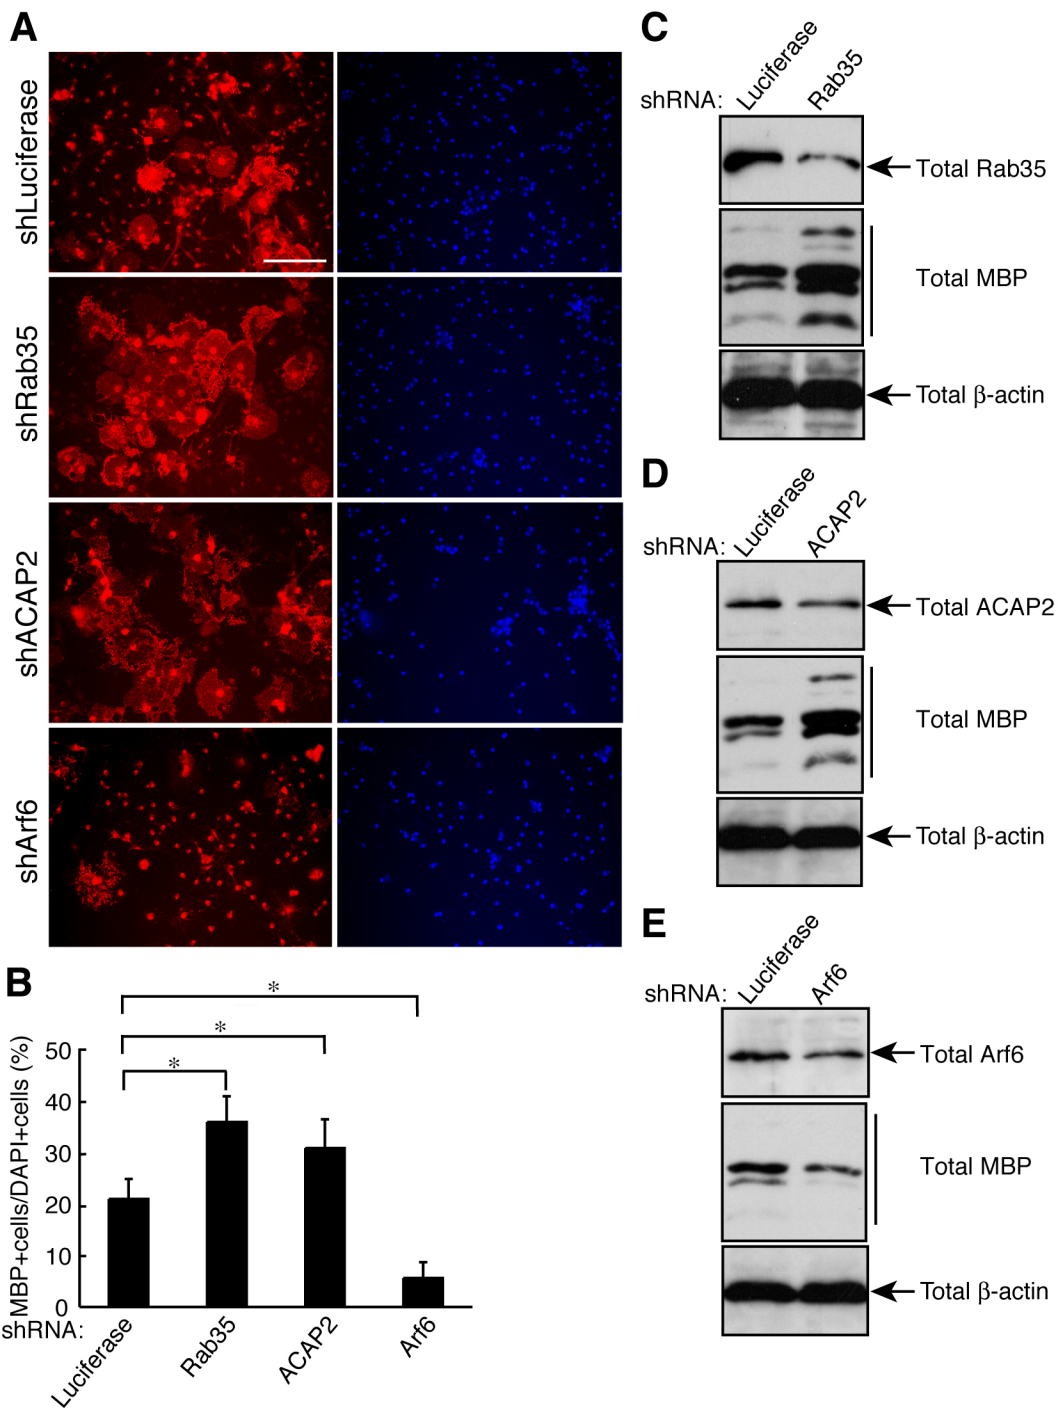 A
shLuciferase
shRab35
shACAP2
shArf6
B
*
*
*
MBP+cells/DAPI+cells (%)
50
40
30
20
10
0
shRNA:
Luciferase
Rab35
ACAP2
Arf6
C
shRNA:
Luciferase
Rab35
Total Rab35
Total MBP
Total β-actin
D
shRNA:
Luciferase
ACAP2
Total ACAP2
Total MBP
Total β-actin
E
shRNA:
Luciferase
Arf6
Total Arf6
Total MBP
Total β-actin